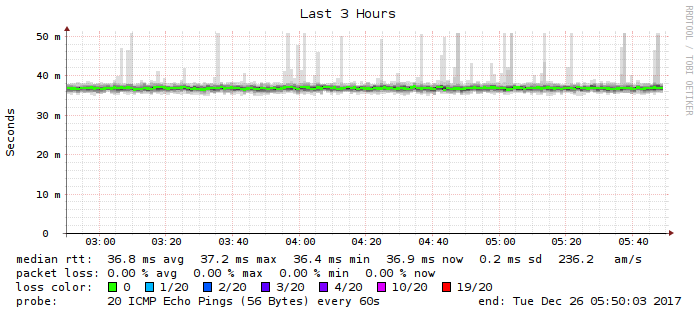 Last 3 Hours
RRDTOOL / TOBI OETIKER
Seconds
50 m
40 m
30 m
20 m
10 m
0
03:00 03:20 03:40 04:00 04:20 04:40 05:00 05:20 05:40
median rtt: 36.8 ms avg 37.2 ms max 36.4 ms min 36.9 ms now 0.2 ms sd 236.2 am/s
packet loss: 0.00 % avg 0.00 % max 0.00 % min 0.00 % now
loss color: 0 1/20 2/20 3/20 4/20 10/20 19/20
probe: 20 ICMP Echo Pings (56 Bytes) every 60s end: Tue Dec 26 05:50:03 2017